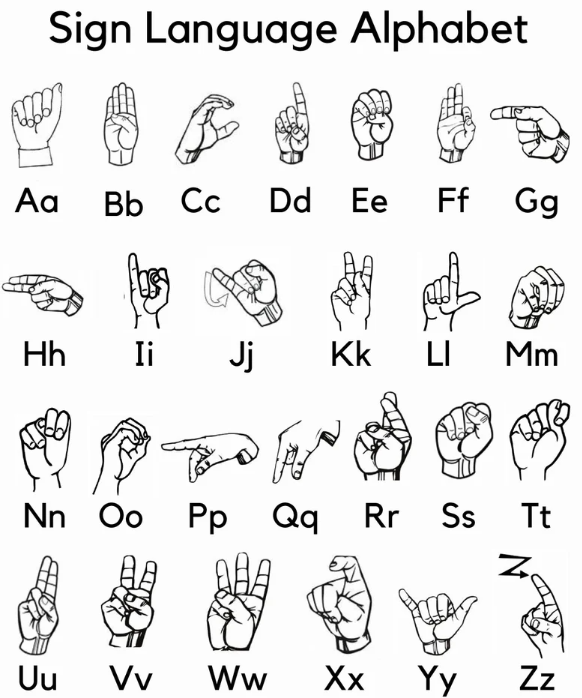 Sign Language Alphabet
Aa Bb Cc Dd Ee Ff Gg
Hh Ii Jj Kk Ll Mm
Nn Oo Pp Qq Rr Ss Tt
Z
Uu Vv Ww Xx Yy Zz